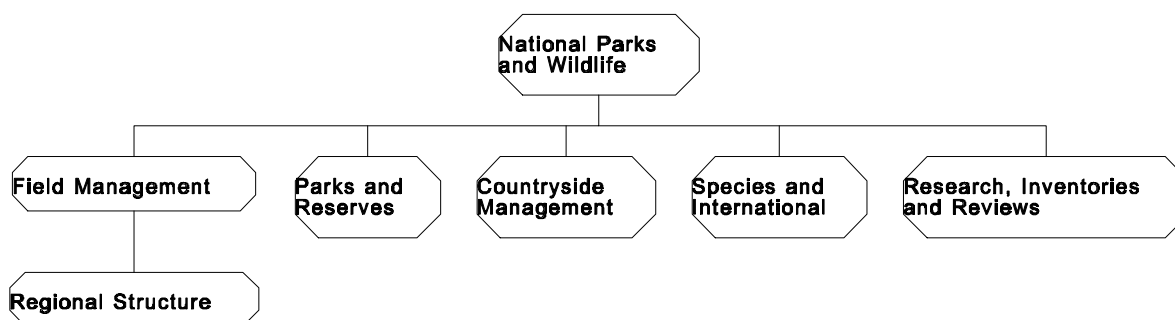 National Parks
and Wildlife
Field Management
Parks and
Reserves
Countryside
Management
Species and
International
Research, Inventories
and Reviews
Regional Structure